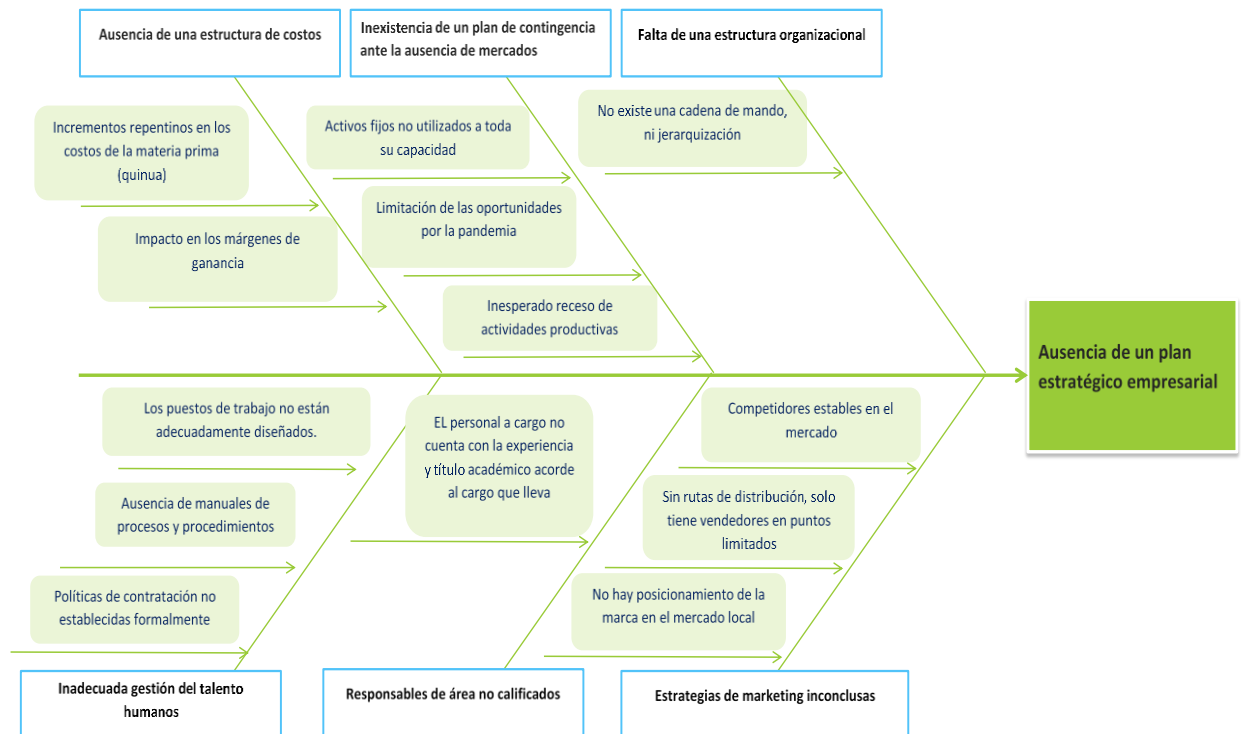 Ausencia de una estructura de costos
Inexistencia de un plan de contingencia
ante la ausencia de mercados
Falta de una estructura organizacional
Incrementos repentinos en los
costos de la materia prima
(quinua)
Impacto en los márgenes de
ganancia
Activos fijos no utilizados a toda
su capacidad
Limitación de las oportunidades
por la pandemia
Inesperado receso de
actividades productivas
No existe una cadena de mando,
ni jerarquización
Ausencia de un plan
estratégico empresarial
Los puestos de trabajo no están
adecuadamente diseñados.
Ausencia de manuales de
procesos y procedimientos
Políticas de contratación no
establecidas formalmente
EL personal a cargo no
cuenta con la experiencia
y título académico acorde
al cargo que lleva
Competidores estables en el
mercado
Sin rutas de distribución, solo
tiene vendedores en puntos
limitados
No hay posicionamiento de la
marca en el mercado local
Inadecuada gestión del talento
humanos
Responsables de área no calificados
Estrategias de marketing inconclusas